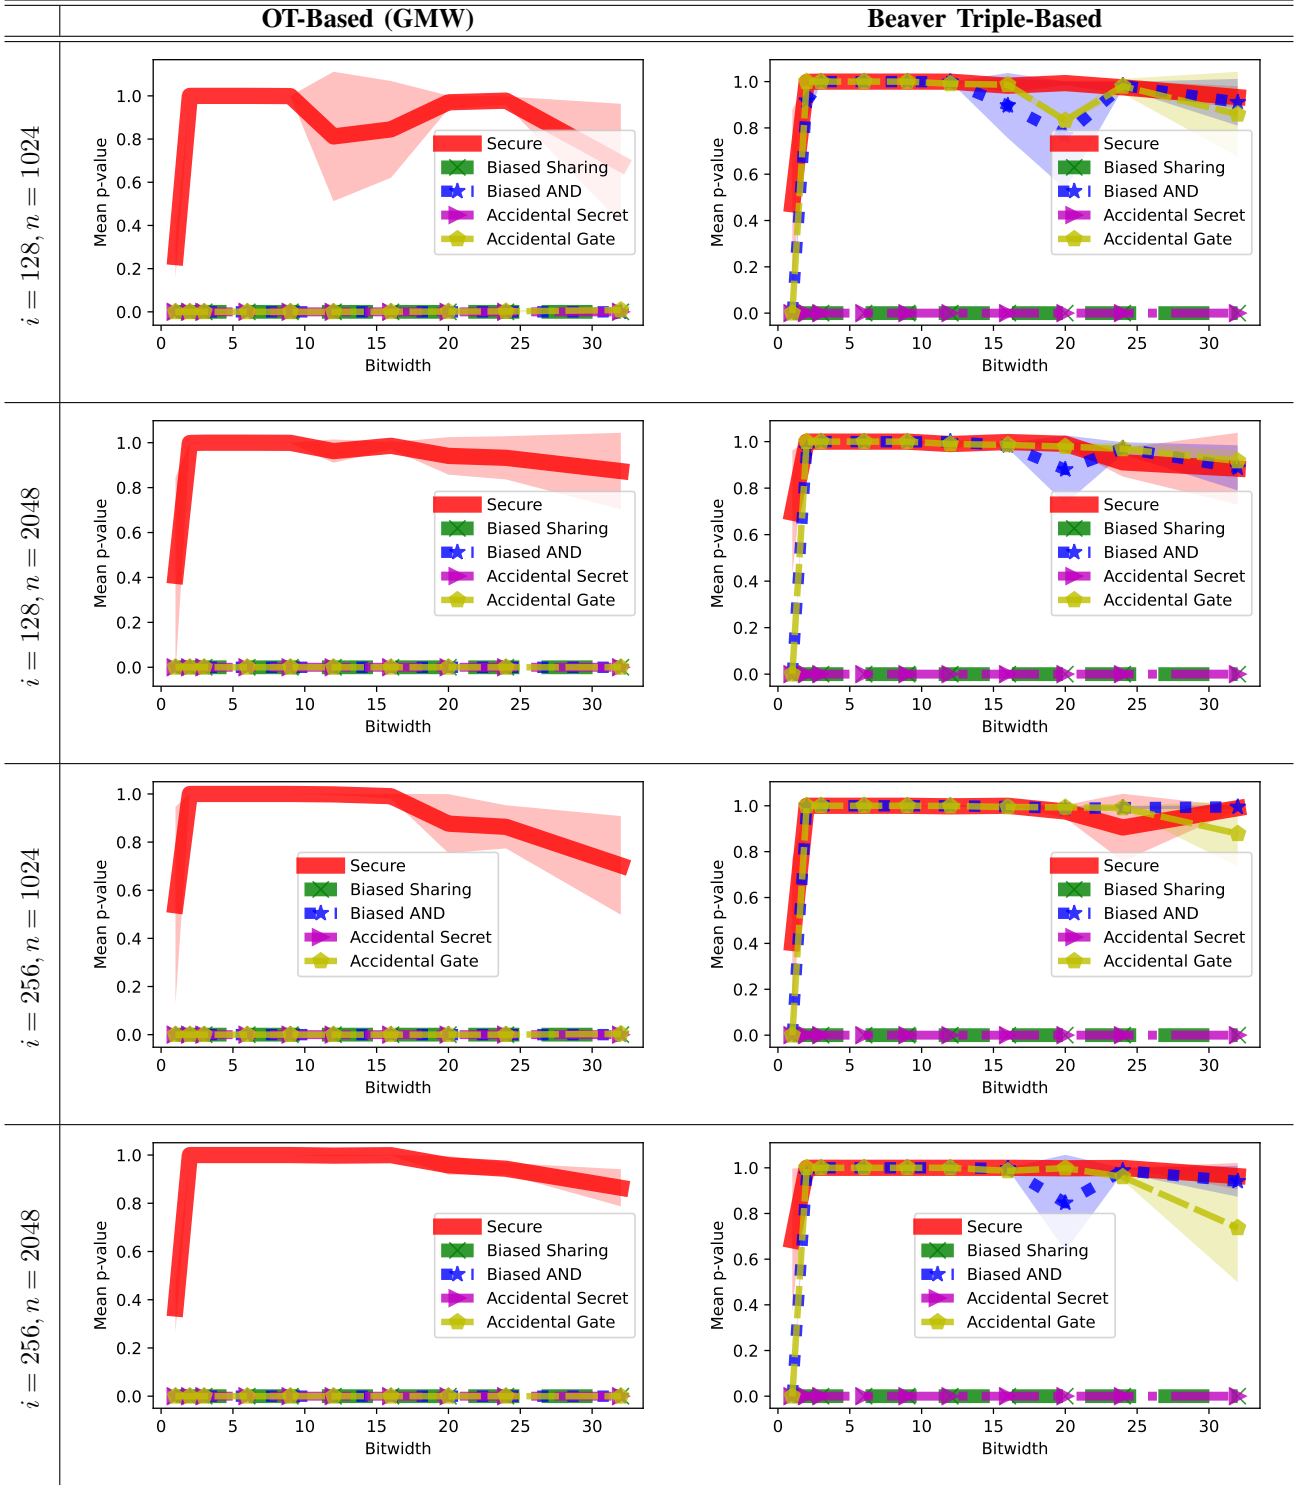 OT-Based (GMW) Beaver Triple-Based
i = 128, n = 1024
1.0
0.8
0.6
0.4
0.2
0.0
Mean p-value
0 5 10 15 20 25 30
Bitwidth
Secure
Biased Sharing
Biased AND
Accidental Secret
Accidental Gate
1.0
0.8
0.6
0.4
0.2
0.0
Mean p-value
0 5 10 15 20 25 30
Bitwidth
Secure
Biased Sharing
Biased AND
Accidental Secret
Accidental Gate
i = 128, n = 2048
1.0
0.8
0.6
0.4
0.2
0.0
Mean p-value
0 5 10 15 20 25 30
Bitwidth
Secure
Biased Sharing
Biased AND
Accidental Secret
Accidental Gate
1.0
0.8
0.6
0.4
0.2
0.0
Mean p-value
0 5 10 15 20 25 30
Bitwidth
Secure
Biased Sharing
Biased AND
Accidental Secret
Accidental Gate
i = 256, n = 1024
1.0
0.8
0.6
0.4
0.2
0.0
Mean p-value
0 5 10 15 20 25 30
Bitwidth
Secure
Biased Sharing
Biased AND
Accidental Secret
Accidental Gate
1.0
0.8
0.6
0.4
0.2
0.0
Mean p-value
0 5 10 15 20 25 30
Bitwidth
Secure
Biased Sharing
Biased AND
Accidental Secret
Accidental Gate
i = 256, n = 2048
1.0
0.8
0.6
0.4
0.2
0.0
Mean p-value
0 5 10 15 20 25 30
Bitwidth
Secure
Biased Sharing
Biased AND
Accidental Secret
Accidental Gate
1.0
0.8
0.6
0.4
0.2
0.0
Mean p-value
0 5 10 15 20 25 30
Bitwidth
Secure
Biased Sharing
Biased AND
Accidental Secret
Accidental Gate